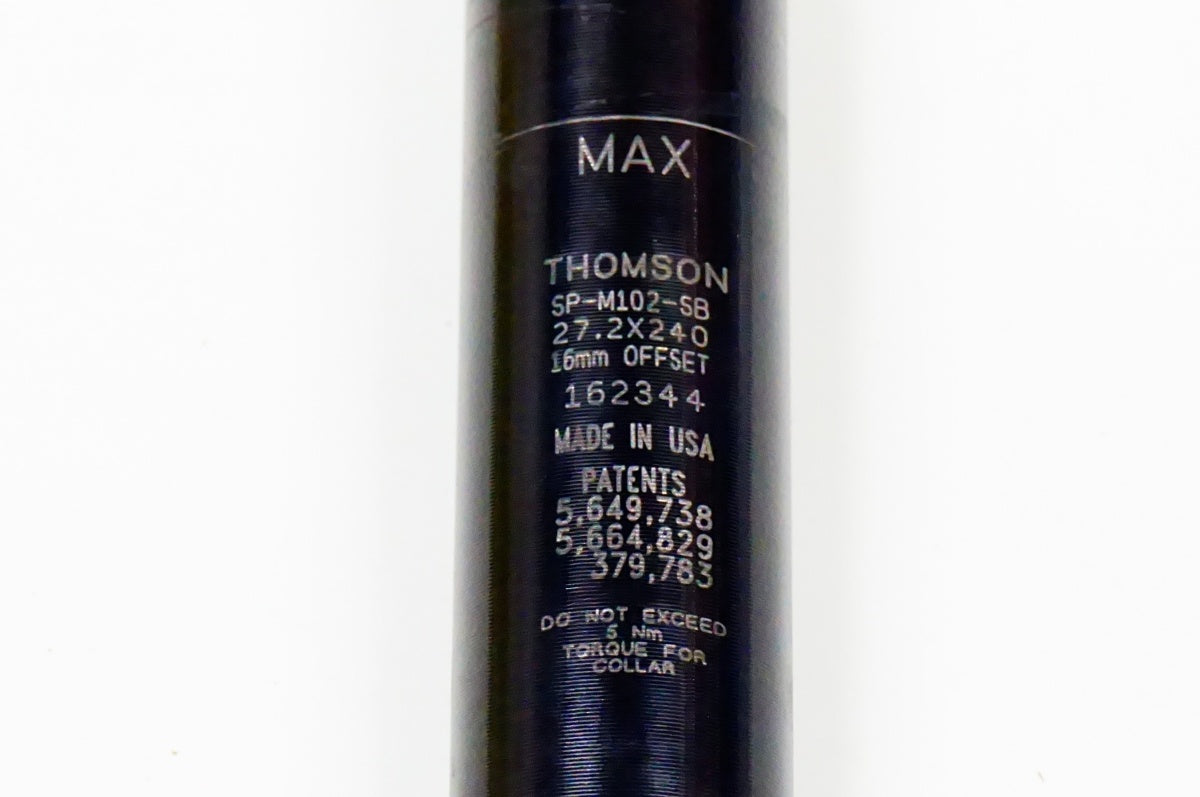 MAX
THOMSON
SP-M102-SB
27.2X240
16mm OFFSET
162344
MADE IN USA
PATENTS
5,649,738
5,664,829
379,783
DO NOT EXCEED
5 Nm
TORQUE FOR
COLLAR